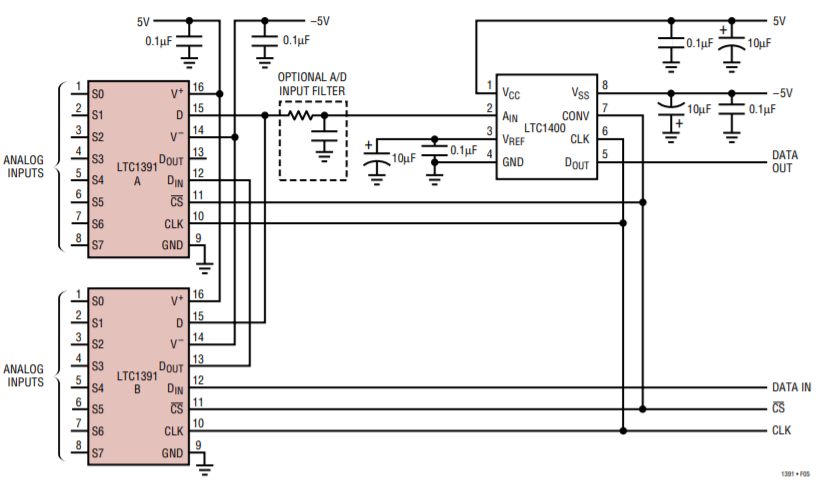 5V
0.1µF
–5V
0.1µF
OPTIONAL A/D
INPUT FILTER
5V
0.1µF
+
10µF
–5V
10µF
+
0.1µF
+
10µF
0.1µF
ANALOG
INPUTS
1 S0
2 S1
3 S2
4 S3
5 S4
6 S5
7 S6
8 S7
LTC1391
A
V+ 16
D 15
V– 14
DOUT 13
DIN 12
CS 11
CLK 10
GND 9
1 VCC
2 AIN
3 VREF
4 GND
LTC1400
VSS 8
CONV 7
CLK 6
DOUT 5
DATA
OUT
ANALOG
INPUTS
1 S0
2 S1
3 S2
4 S3
5 S4
6 S5
7 S6
8 S7
LTC1391
B
V+ 16
D 15
V– 14
DOUT 13
DIN 12
CS 11
CLK 10
GND 9
DATA IN
CS
CLK
1391 • F05